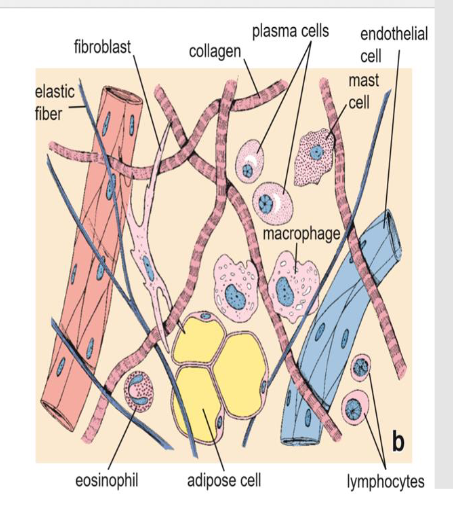 plasma cells
endothelial
cell
fibroblast
collagen
mast
cell
elastic
fiber
macrophage
b
eosinophil
adipose cell
lymphocytes